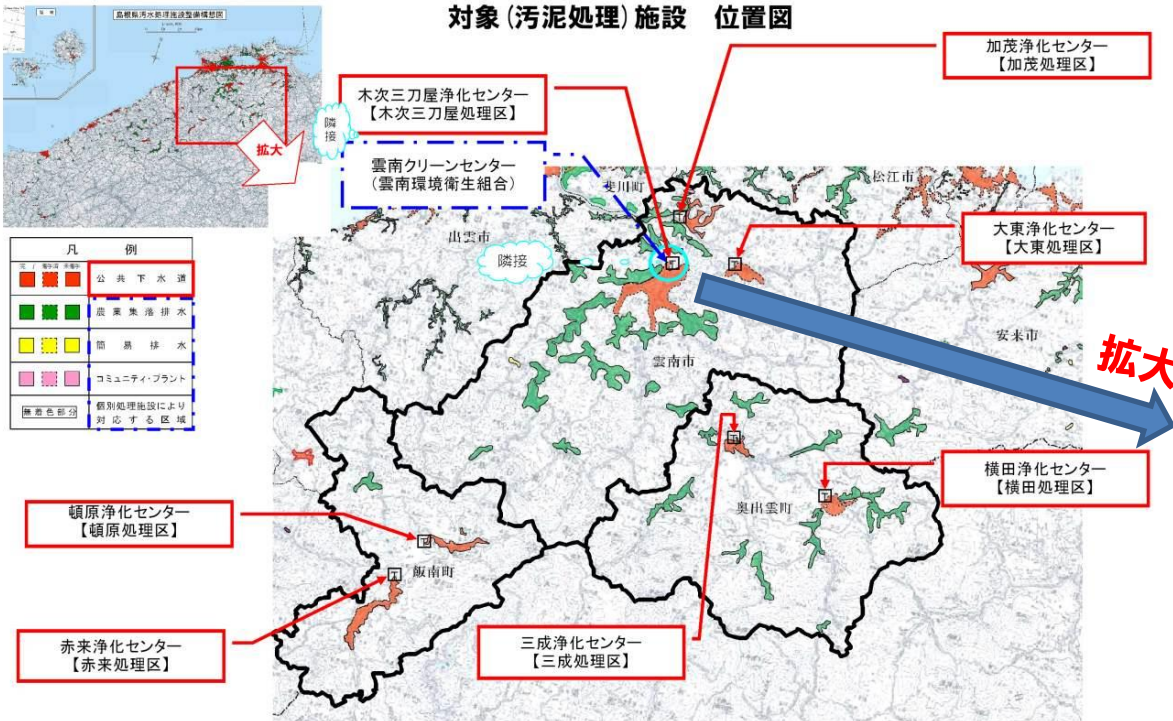 対象(汚泥処理)施設 位置図
島根県汚水処理施設整備構想図
拡大
加茂浄化センター
【加茂処理区】
木次三刀屋浄化センター
【木次三刀屋処理区】
隣接
雲南クリーンセンター
(雲南環境衛生組合)
斐川町
松江市
出雲市
隣接
大東浄化センター
【大東処理区】
安来市
雲南市
拡大
凡 例
公共下水道
農業集落排水
簡易排水
コミュニティ・プラント
無着色部分
個別処理施設により
対応する区域
横田浄化センター
【横田処理区】
奥出雲町
頓原浄化センター
【頓原処理区】
飯南町
赤来浄化センター
【赤来処理区】
三成浄化センター
【三成処理区】